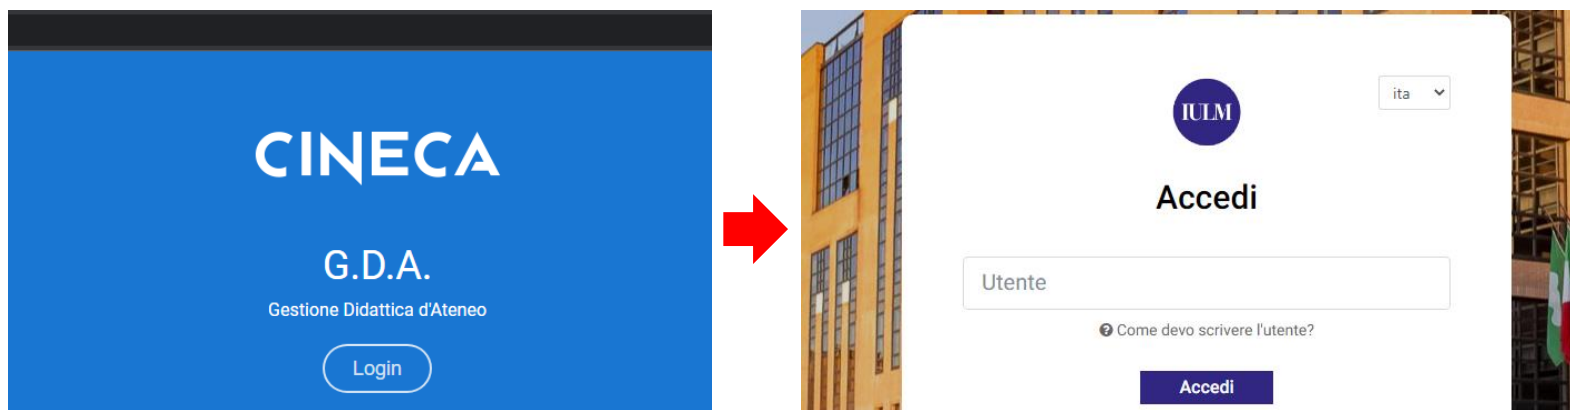 CINECA
G.D.A.
Gestione Didattica d'Ateneo
Login
IULM
ita
Accedi
Utente
Come devo scrivere l'utente?
Accedi